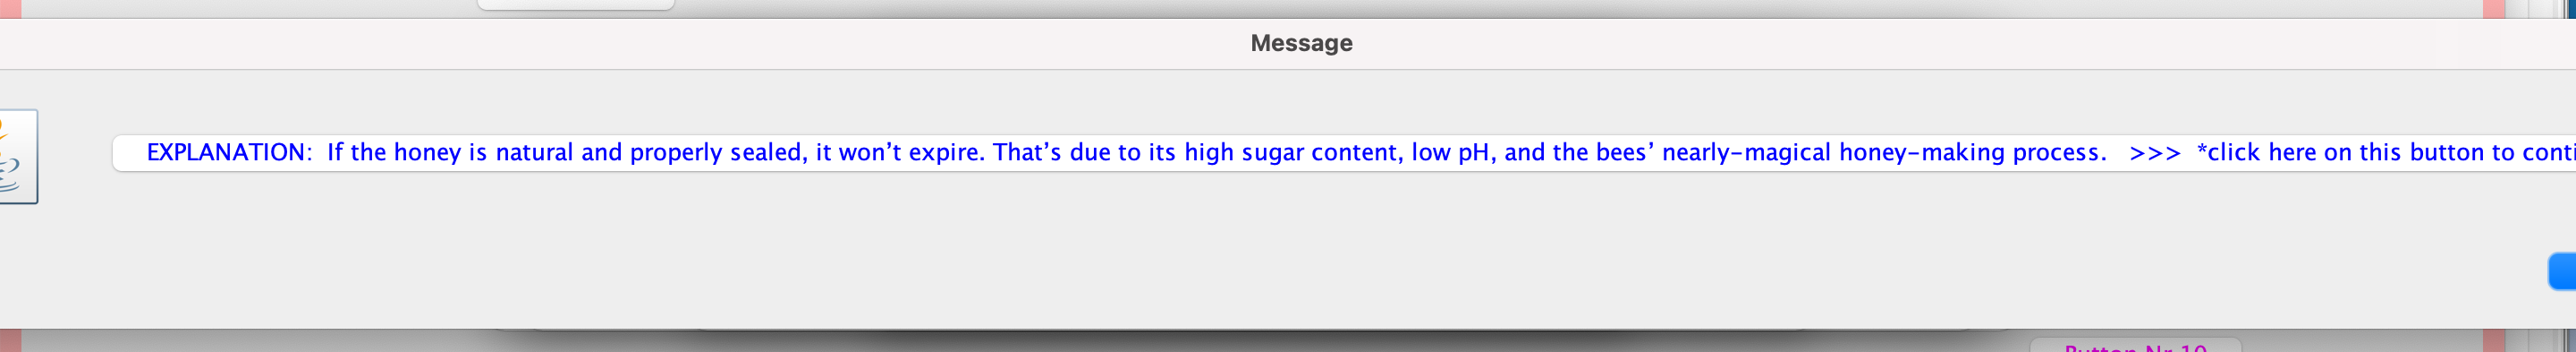 Message
EXPLANATION:  If the honey is natural and properly sealed, it won’t expire. That’s due to its high sugar content, low pH, and the bees’ nearly-magical honey-making process.   >>>  *click here on this button to